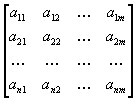 a₁₁ a₁₂ ... a₁ₘ
a₂₁ a₂₂ ... a₂ₘ
... ... ... ...
aₙ₁ aₙ₂ ... aₙₘ